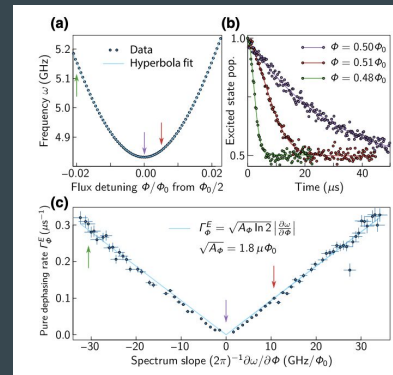 (a)
5.2
5.1
5.0
4.9
Frequency ω (GHz)
Data
Hyperbola fit
−0.02
0.00
0.02
Flux detuning Φ/Φ₀ from Φ₀/2
(b)
1.0
0.5
Excited state pop.
Φ = 0.50Φ₀
Φ = 0.51Φ₀
Φ = 0.48Φ₀
0
20
40
Time (μs)
(c)
0.3
0.2
0.1
0.0
Pure dephasing rate Γ_Φ^E (μs⁻¹)
Γ_Φ^E = √(A_Φ ln 2) |∂ω/∂Φ|
√A_Φ = 1.8 μΦ₀
−30
−20
−10
0
10
20
30
Spectrum slope (2π)⁻¹∂ω/∂Φ (GHz/Φ₀)